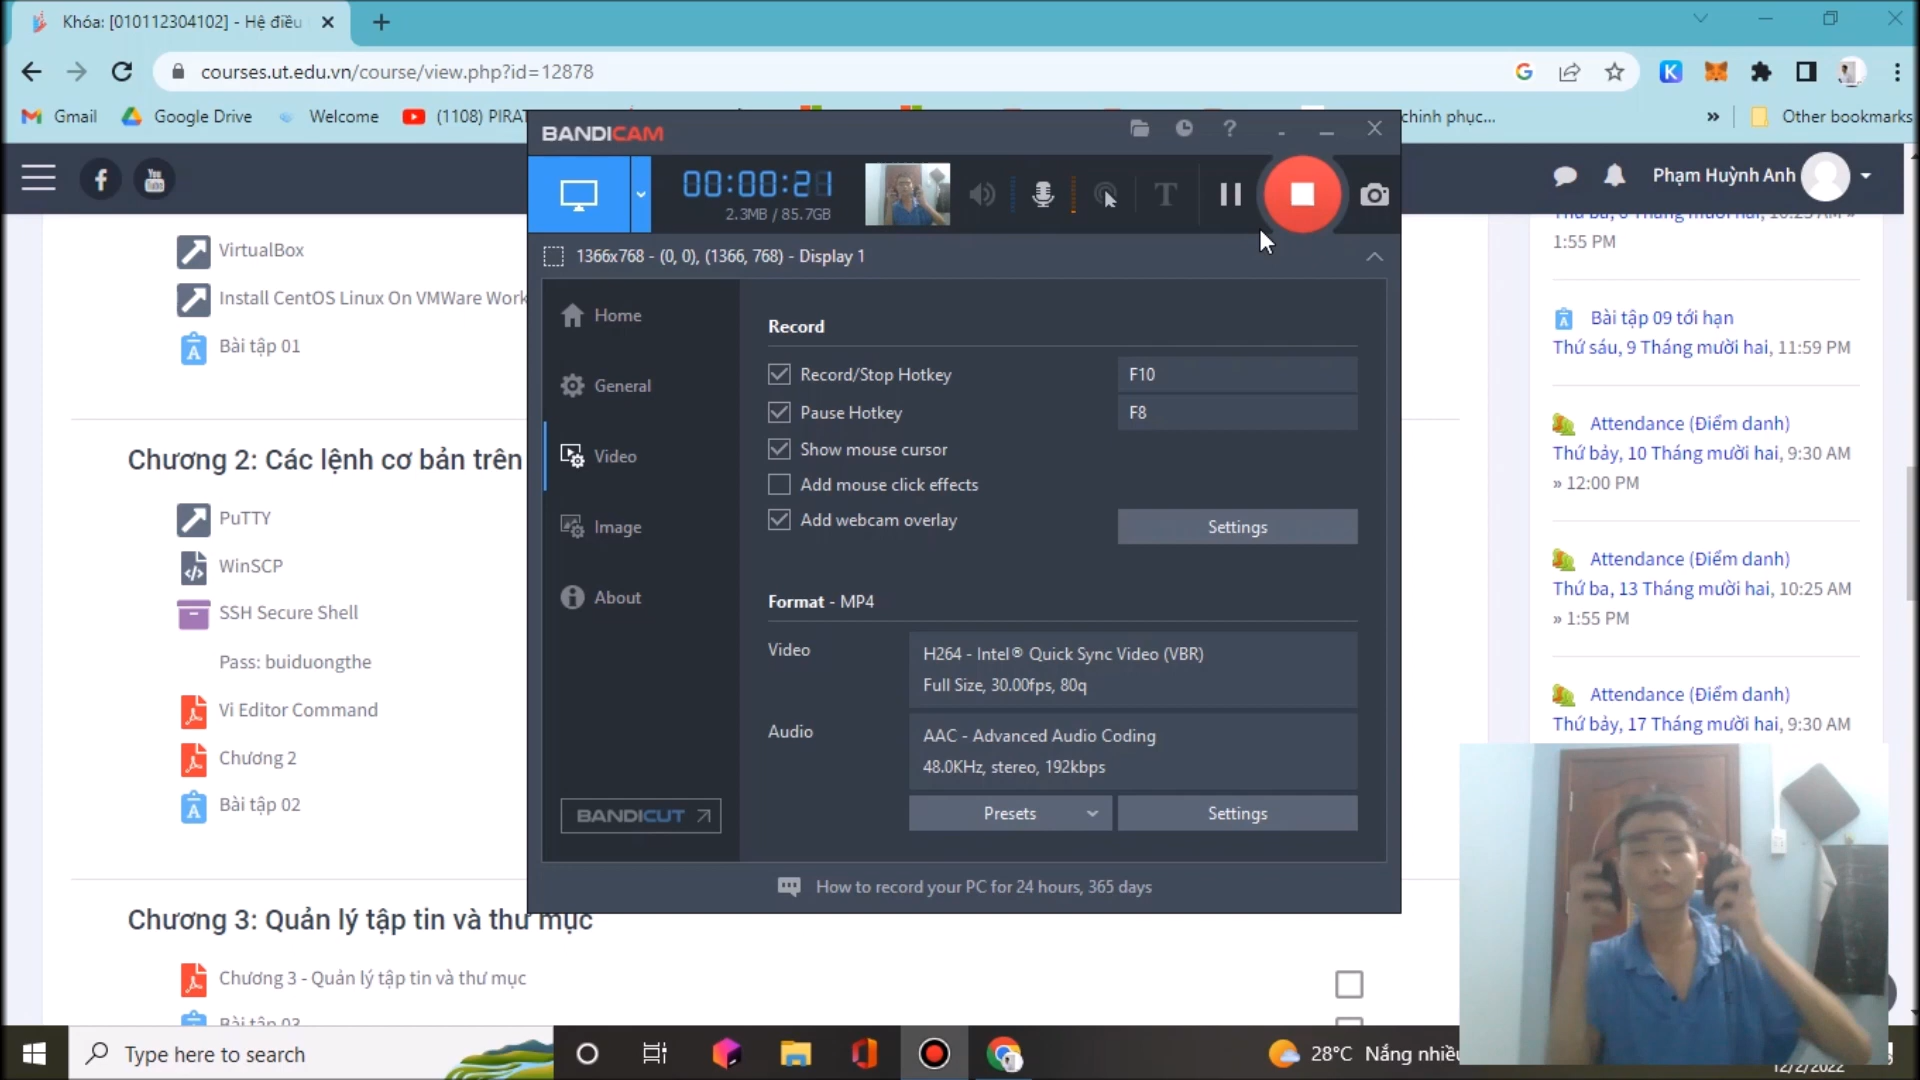 Khóa: [010112304102] - Hệ điều
courses.ut.edu.vn/course/view.php?id=12878
Gmail
Google Drive
Welcome
(1108) PIRAT
chinh phục...
»
Other bookmarks
BANDICAM
00:00:21
2.3MB / 85.7GB
1366x768 - (0, 0), (1366, 768) - Display 1
Phạm Huỳnh Anh
VirtualBox
Install CentOS Linux On VMWare Work
Bài tập 01
Chương 2: Các lệnh cơ bản trên
PuTTY
WinSCP
SSH Secure Shell
Pass: buiduongthe
Vi Editor Command
Chương 2
Bài tập 02
Chương 3: Quản lý tập tin và thư mục
Chương 3 - Quản lý tập tin và thư mục
Bài tập 03
Home
General
Video
Image
About
BANDICUT
Record
Record/Stop Hotkey
F10
Pause Hotkey
F8
Show mouse cursor
Add mouse click effects
Add webcam overlay
Settings
Format - MP4
Video
H264 - Intel® Quick Sync Video (VBR)
Full Size, 30.00fps, 80q
Audio
AAC - Advanced Audio Coding
48.0KHz, stereo, 192kbps
Presets
Settings
How to record your PC for 24 hours, 365 days
1:55 PM
Bài tập 09 tới hạn
Thứ sáu, 9 Tháng mười hai, 11:59 PM
Attendance (Điểm danh)
Thứ bảy, 10 Tháng mười hai, 9:30 AM
» 12:00 PM
Attendance (Điểm danh)
Thứ ba, 13 Tháng mười hai, 10:25 AM
» 1:55 PM
Attendance (Điểm danh)
Thứ bảy, 17 Tháng mười hai, 9:30 AM
Type here to search
28°C Nắng nhiều
12/2/2022